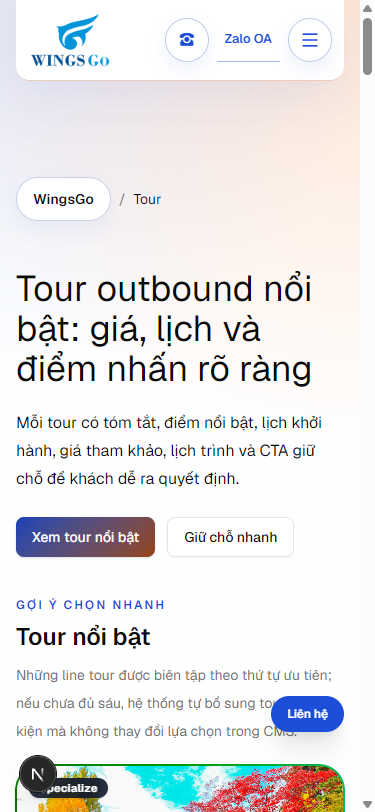 WINGS Go
Zalo OA
WingsGo / Tour
Tour outbound nổi
bật: giá, lịch và
điểm nhấn rõ ràng
Mỗi tour có tóm tắt, điểm nổi bật, lịch khởi
hành, giá tham khảo, lịch trình và CTA giữ
chỗ để khách dễ ra quyết định.
Xem tour nổi bật
Giữ chỗ nhanh
GỢI Ý CHỌN NHANH
Tour nổi bật
Những line tour được biên tập theo thứ tự ưu tiên;
nếu chưa đủ sáu, hệ thống tự bổ sung
Liên hệ
kiện mà không thay đổi lựa chọn trong CMS.
N
pecialize